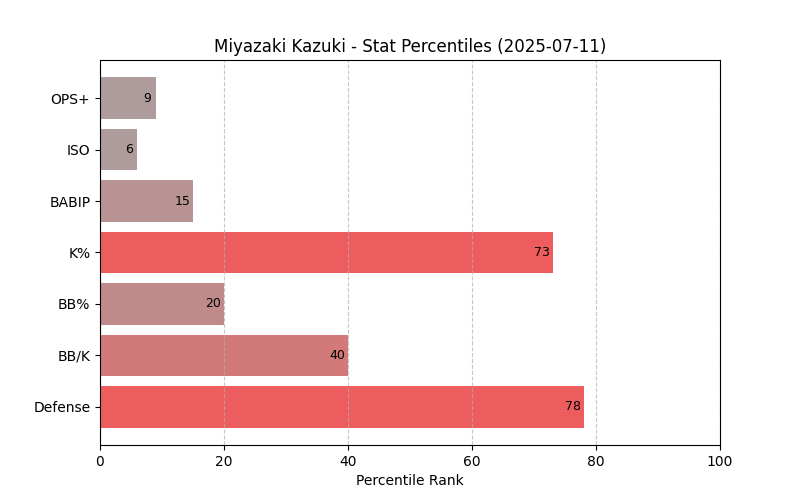 Miyazaki Kazuki - Stat Percentiles (2025-07-11)
OPS+ 9
ISO 6
BABIP 15
K% 73
BB% 20
BB/K 40
Defense 78
0 20 40 60 80 100
Percentile Rank